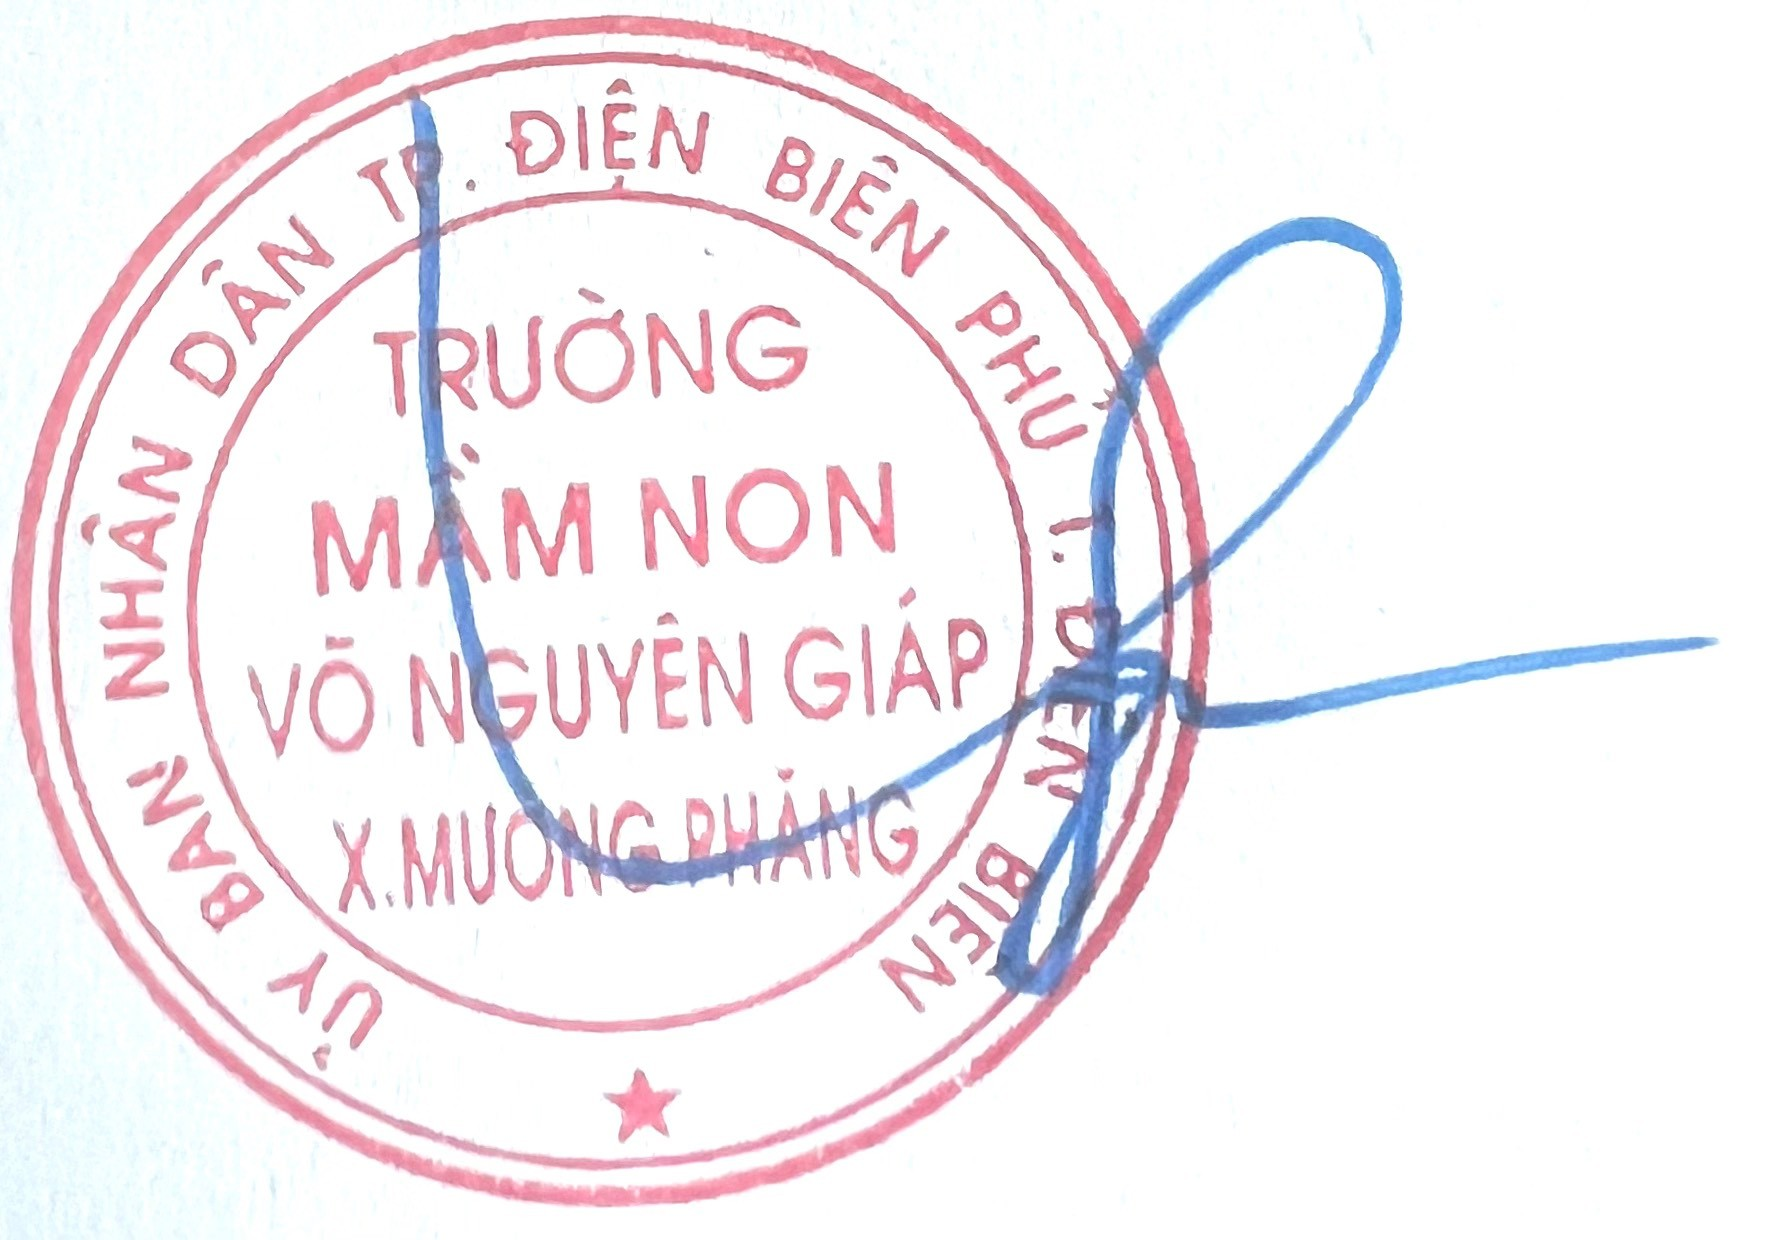 ỦY BAN NHÂN DÂN TP. ĐIỆN BIÊN PHỦ T. ĐIỆN BIÊN
TRƯỜNG
MẦM NON
VÕ NGUYÊN GIÁP
X.MƯỜNG PHĂNG